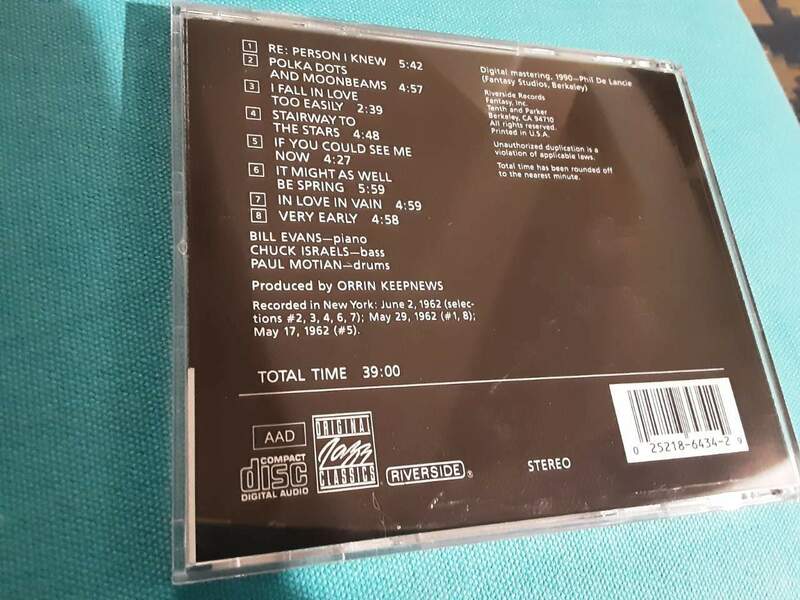 1 RE: PERSON I KNEW 5:42
2 POLKA DOTS
AND MOONBEAMS 4:57
3 I FALL IN LOVE
TOO EASILY 2:39
4 STAIRWAY TO
THE STARS 4:48
5 IF YOU COULD SEE ME
NOW 4:27
6 IT MIGHT AS WELL
BE SPRING 5:59
7 IN LOVE IN VAIN 4:59
8 VERY EARLY 4:58
BILL EVANS—piano
CHUCK ISRAELS—bass
PAUL MOTIAN—drums
Produced by ORRIN KEEPNEWS
Recorded in New York: June 2, 1962 (selec-
tions #2, 3, 4, 6, 7); May 29, 1962 (#1, 8);
May 17, 1962 (#5).
TOTAL TIME 39:00
Digital mastering, 1990—Phil De Lancie
(Fantasy Studios, Berkeley)
Riverside Records
Fantasy, Inc.
Tenth and Parker
Berkeley, CA 94710
All rights reserved.
Printed in U.S.A.
Unauthorized duplication is a
violation of applicable laws.
Total time has been rounded off
to the nearest minute.
AAD
COMPACT
disc
DIGITAL AUDIO
ORIGINAL
Jazz
CLASSICS
RIVERSIDE®
STEREO
0 25218-6434-2 9